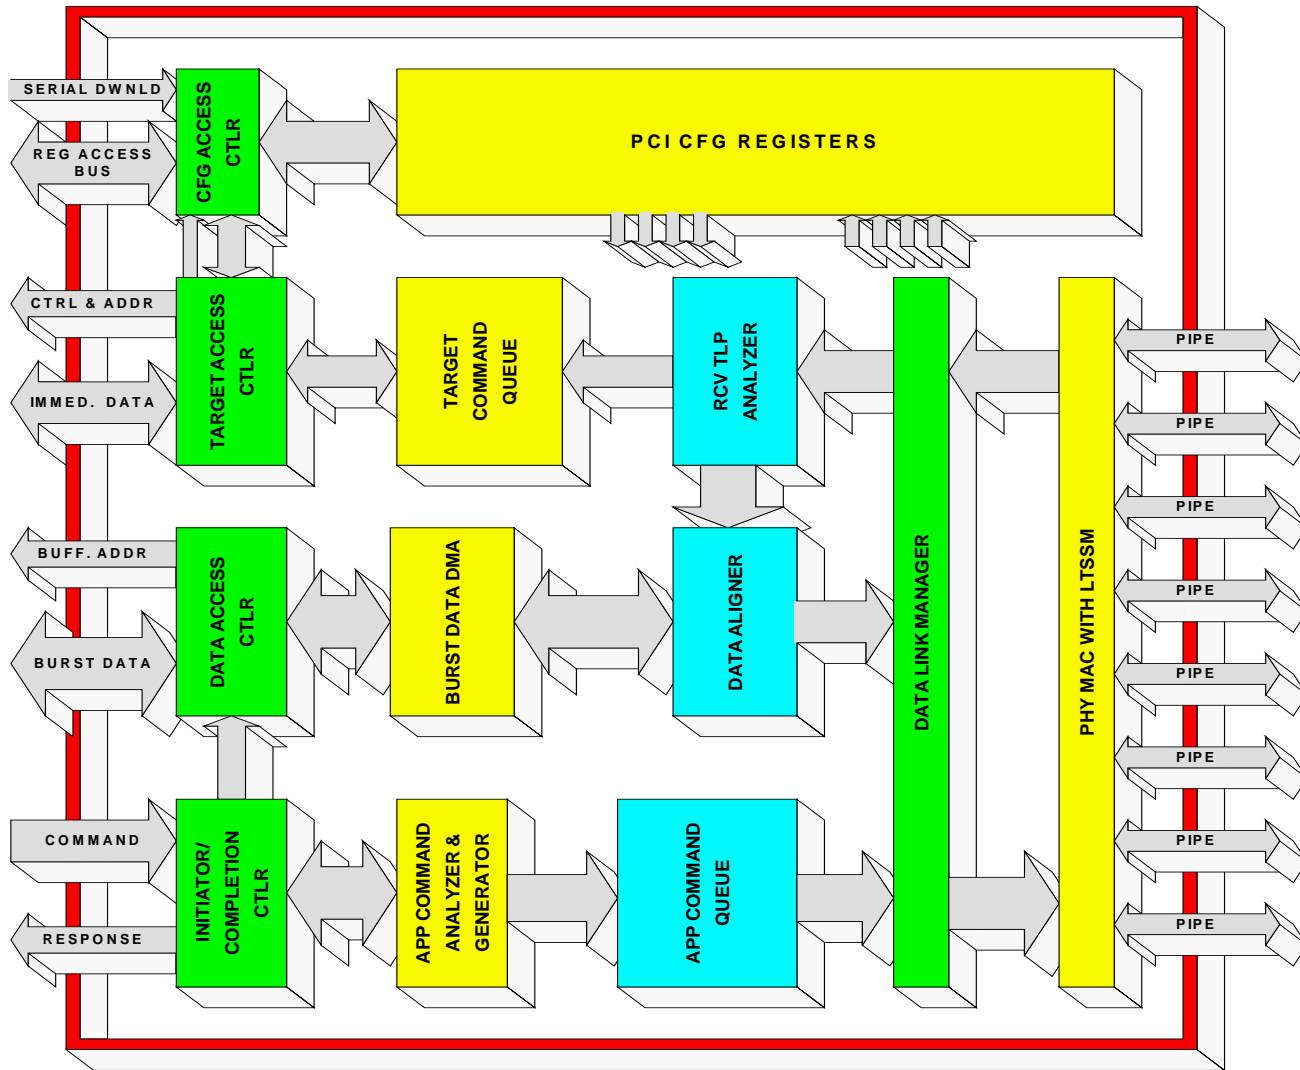 SERIAL DWNLD
REG ACCESS
BUS
CFG ACCESS
CTLR
PCI CFG REGISTERS
CTRL & ADDR
IMMED. DATA
TARGET ACCESS
CTLR
TARGET
COMMAND
QUEUE
RCV TLP
ANALYZER
BUFF. ADDR
BURST DATA
DATA ACCESS
CTLR
BURST DATA DMA
DATA ALIGNER
DATA LINK MANAGER
PHY MAC WITH LTSSM
COMMAND
RESPONSE
INITIATOR/
COMPLETION
CTLR
APP COMMAND
ANALYZER &
GENERATOR
APP COMMAND
QUEUE
PIPE
PIPE
PIPE
PIPE
PIPE
PIPE
PIPE
PIPE